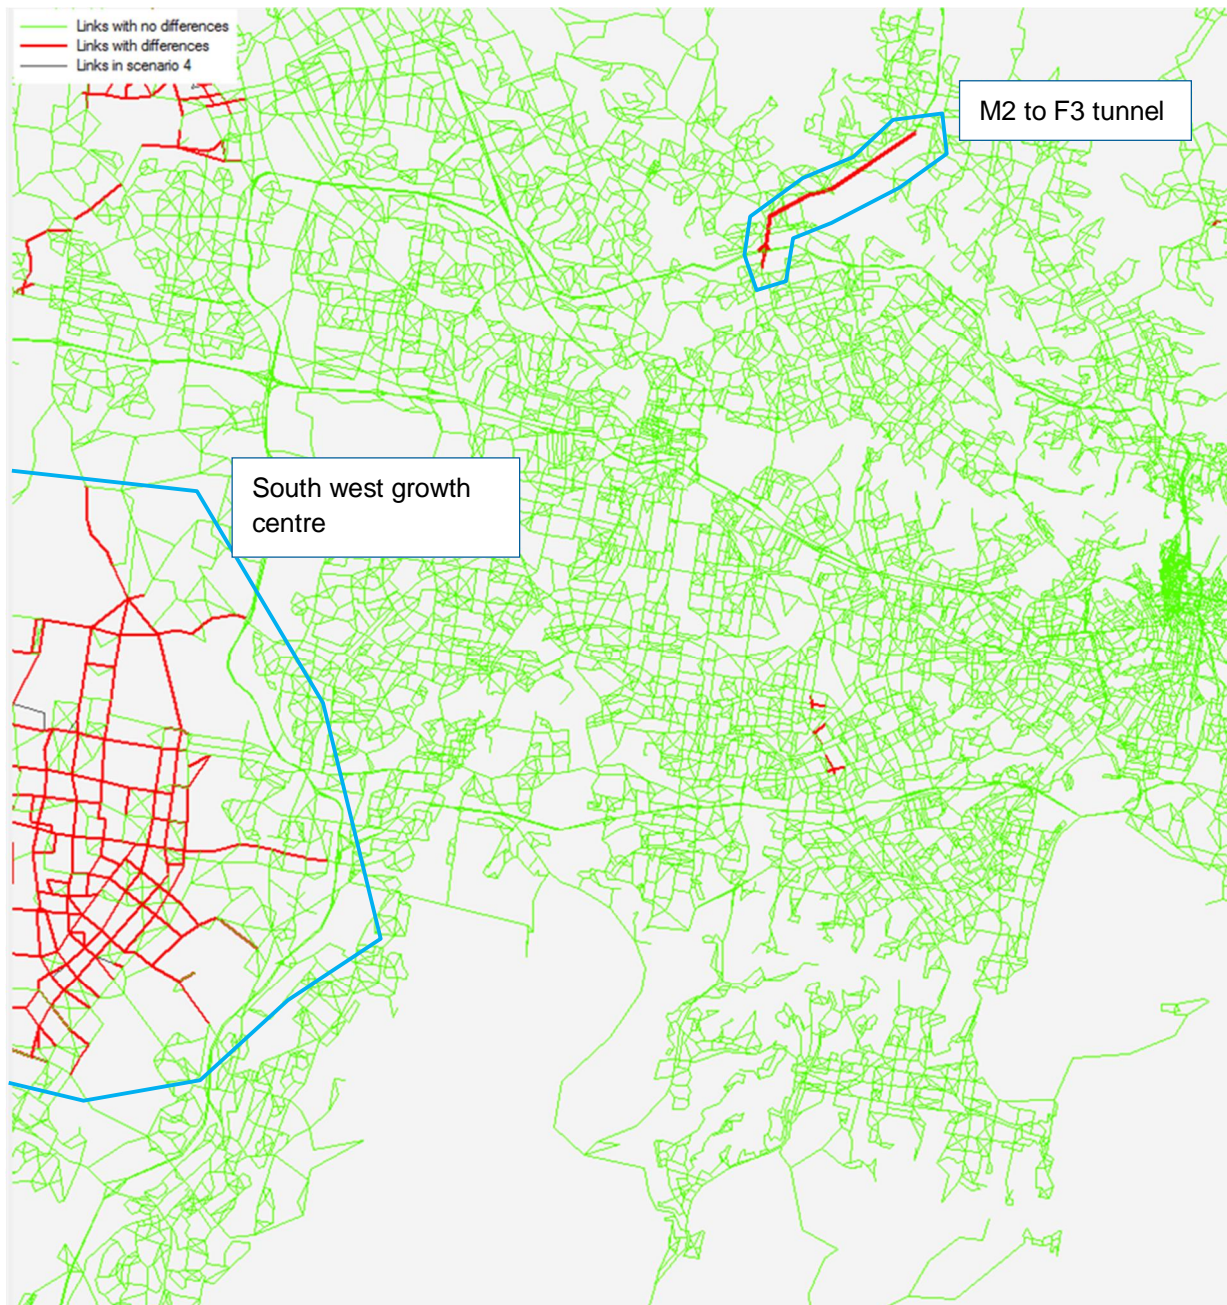 Links with no differences
Links with differences
Links in scenario 4
M2 to F3 tunnel
South west growth
centre